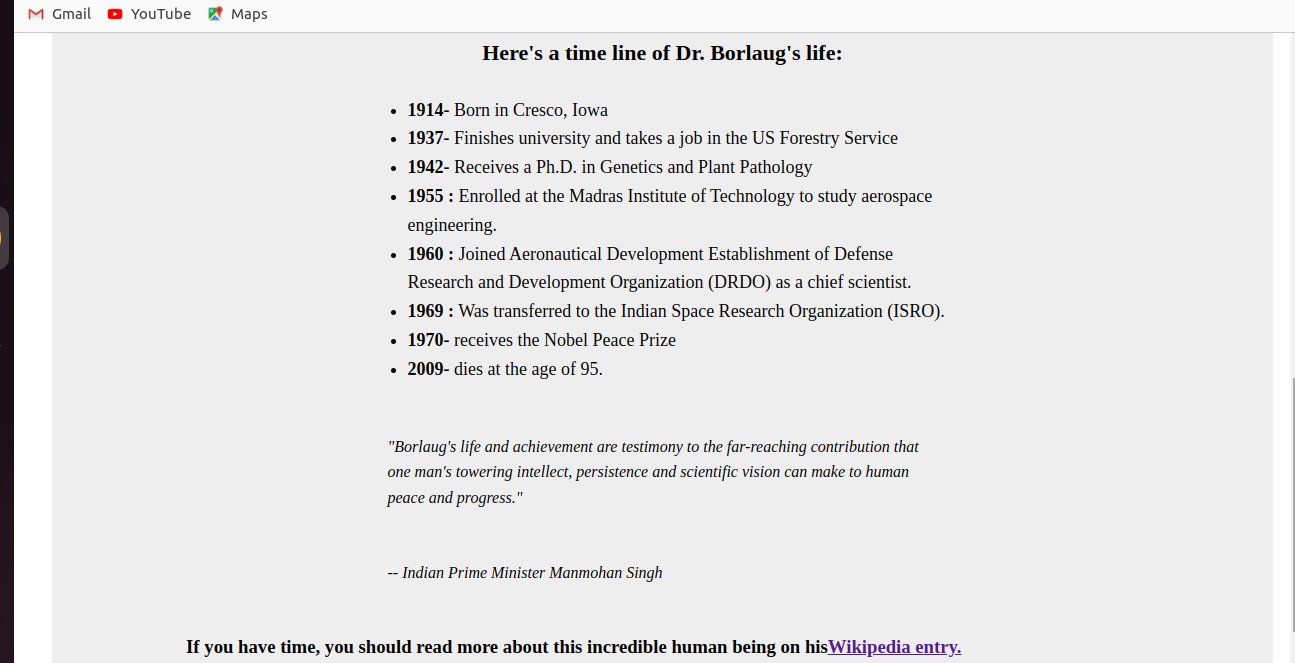 Gmail YouTube Maps
Here's a time line of Dr. Borlaug's life:
• 1914- Born in Cresco, Iowa
• 1937- Finishes university and takes a job in the US Forestry Service
• 1942- Receives a Ph.D. in Genetics and Plant Pathology
• 1955 : Enrolled at the Madras Institute of Technology to study aerospace
engineering.
• 1960 : Joined Aeronautical Development Establishment of Defense
Research and Development Organization (DRDO) as a chief scientist.
• 1969 : Was transferred to the Indian Space Research Organization (ISRO).
• 1970- receives the Nobel Peace Prize
• 2009- dies at the age of 95.
"Borlaug's life and achievement are testimony to the far-reaching contribution that
one man's towering intellect, persistence and scientific vision can make to human
peace and progress."
-- Indian Prime Minister Manmohan Singh
If you have time, you should read more about this incredible human being on hisWikipedia entry.